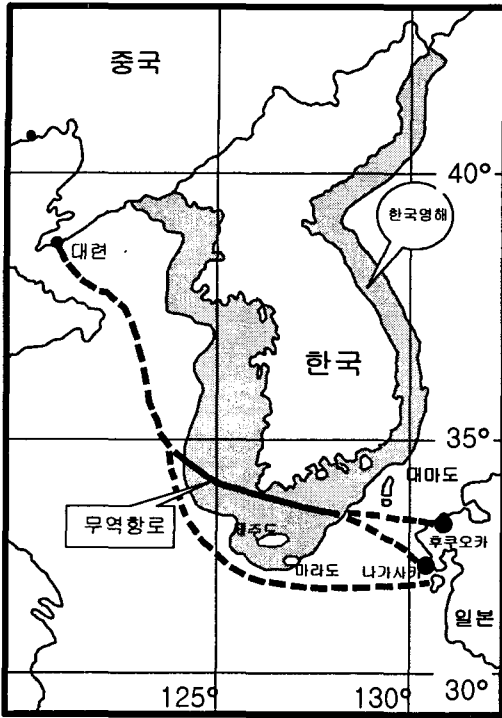 중국
40°
한국영해
대련
한국
35°
대마도
무역항로
제주도
후쿠오카
마라도
나가사키
일본
125°
130°
30°